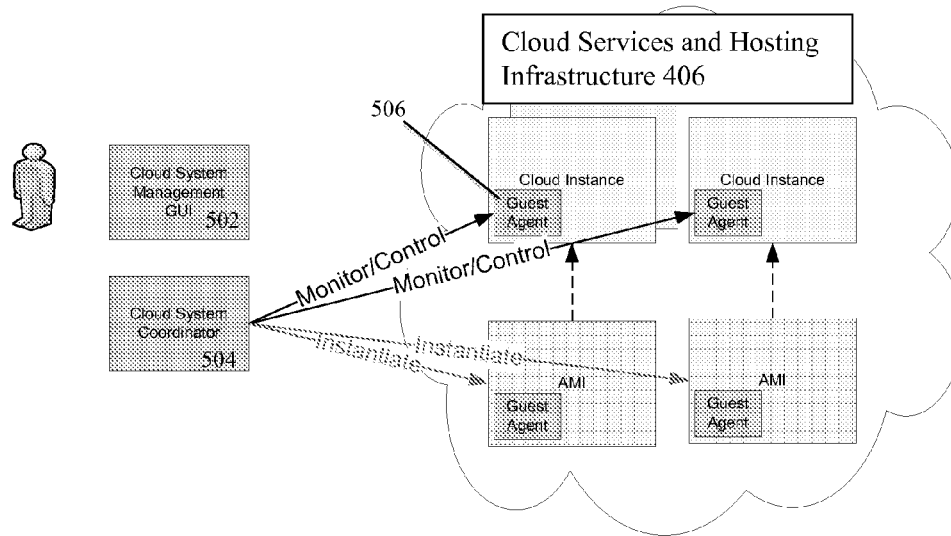 Cloud Services and Hosting
Infrastructure 406
506
Cloud System
Management
GUI
502
Cloud Instance
Guest
Agent
Cloud Instance
Guest
Agent
Monitor/Control
Monitor/Control
Cloud System
Coordinator
504
Instantiate
Instantiate
AMI
Guest
Agent
AMI
Guest
Agent